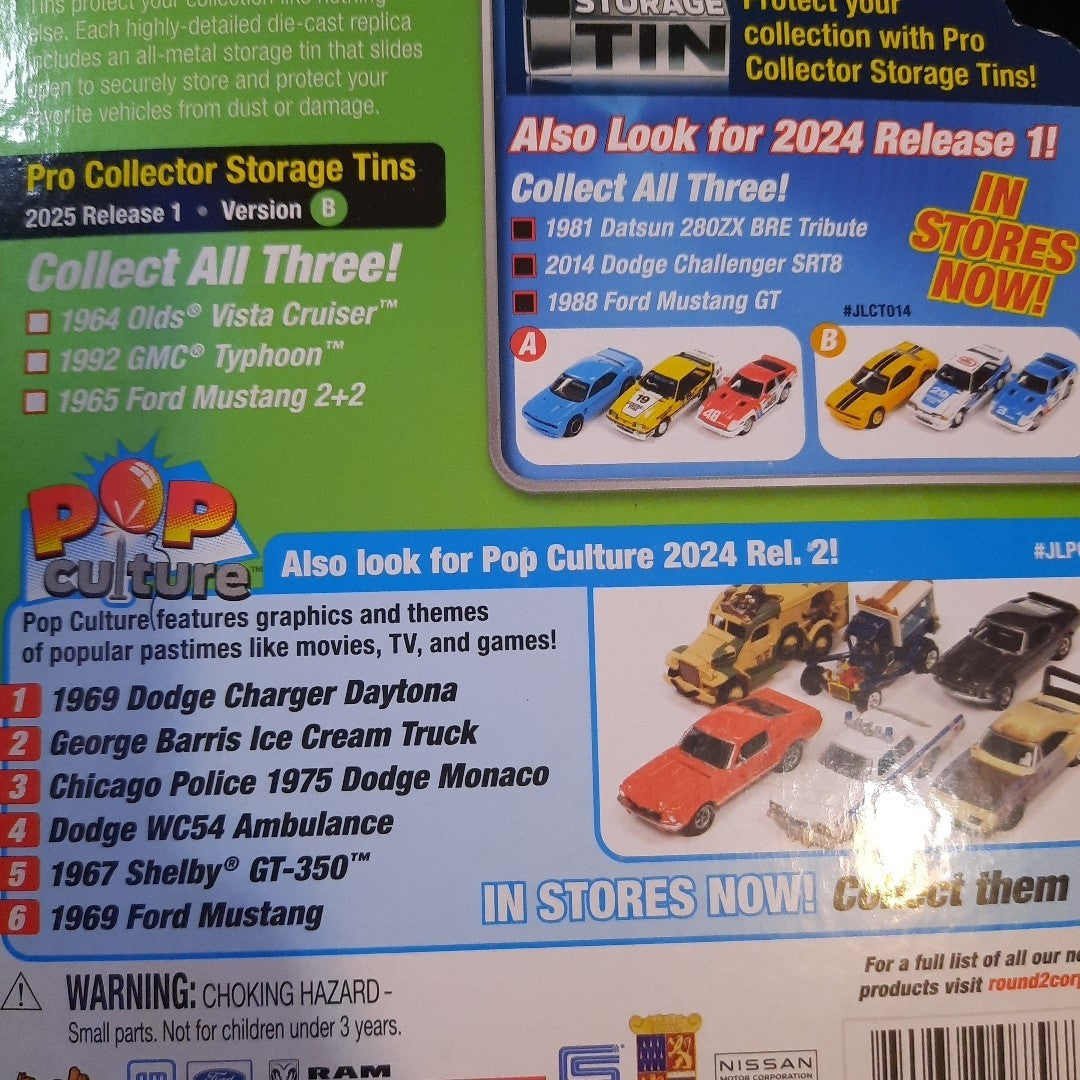 Tins protect your collection like nothing
else. Each highly-detailed die-cast replica
includes an all-metal storage tin that slides
open to securely store and protect your
favorite vehicles from dust or damage.
Pro Collector Storage Tins
2025 Release 1 • Version B
Collect All Three!
1964 Olds® Vista Cruiser™
1992 GMC® Typhoon™
1965 Ford Mustang 2+2
STORAGE
TIN
Protect your
collection with Pro
Collector Storage Tins!
Also Look for 2024 Release 1!
Collect All Three!
1981 Datsun 280ZX BRE Tribute
2014 Dodge Challenger SRT8
1988 Ford Mustang GT
IN
STORES
NOW!
#JLCT014
A
B
POP
culture™
Also look for Pop Culture 2024 Rel. 2!
Pop Culture features graphics and themes
of popular pastimes like movies, TV, and games!
1 1969 Dodge Charger Daytona
2 George Barris Ice Cream Truck
3 Chicago Police 1975 Dodge Monaco
4 Dodge WC54 Ambulance
5 1967 Shelby® GT-350™
6 1969 Ford Mustang
IN STORES NOW! Collect them
WARNING: CHOKING HAZARD -
Small parts. Not for children under 3 years.
For a full list of all our
products visit
GM
Ford
RAM
NISSAN
MOTOR CORPORATION